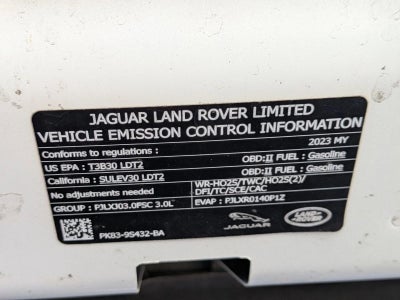 JAGUAR LAND ROVER LIMITED
VEHICLE EMISSION CONTROL INFORMATION
Conforms to regulations: 2023 MY
US EPA : T3B30 LDT2 OBD:II FUEL : Gasoline
California : SULEV30 LDT2 OBD:II FUEL : Gasoline
No adjustments needed WR-HO2S/TWC/HO2S(2)/
DFI/TC/SCE/CAC
GROUP : PJLXJ03.0PSC 3.0L EVAP : PJLXR0140P1Z
PK83-9S432-BA
JAGUAR
LAND-
ROVER